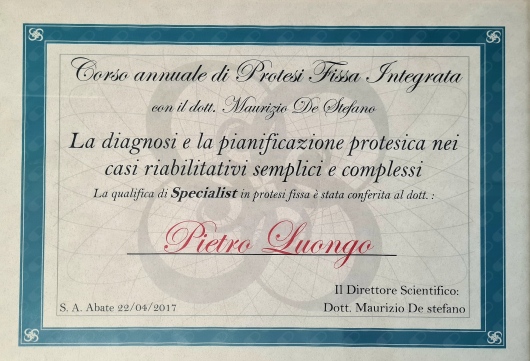 Corso annuale di Protesi Fissa Integrata
con il dott. Maurizio De Stefano
La diagnosi e la pianificazione protesica nei
casi riabilitativi semplici e complessi
La qualifica di Specialist in protesi fissa è stata conferita al dott. :
Pietro Luongo
Il Direttore Scientifico:
S. A. Abate 22/04/2017 Dott. Maurizio De stefano